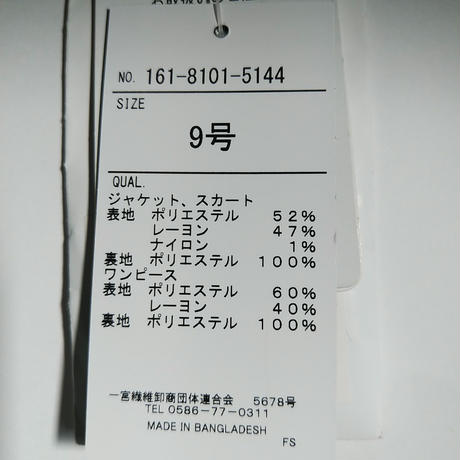 NO. 161-8101-5144
SIZE
9号
QUAL.
ジャケット、スカート
表地 ポリエステル 52%
レーヨン 47%
ナイロン 1%
裏地 ポリエステル 100%
ワンピース
表地 ポリエステル 60%
レーヨン 40%
裏地 ポリエステル 100%
一宮繊維卸商団体連合会 5678号
TEL 0586-77-0311
MADE IN BANGLADESH
FS